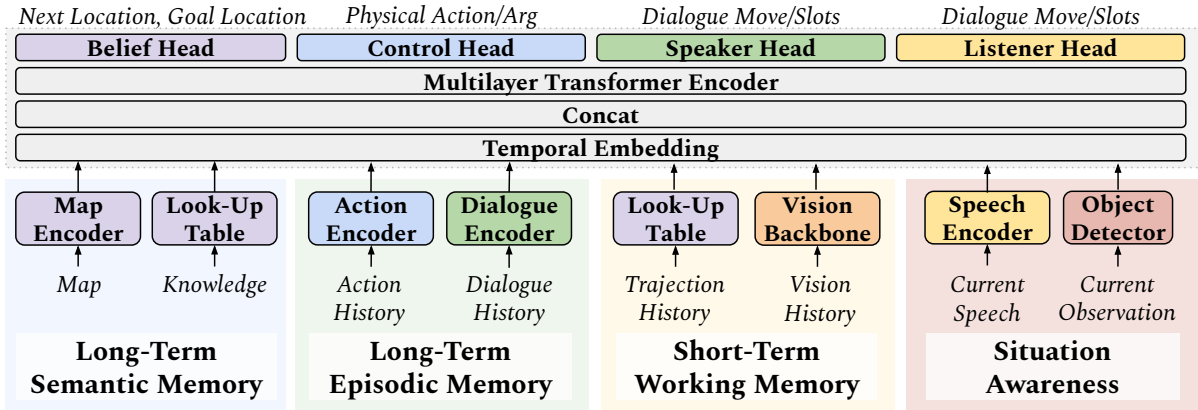 Next Location, Goal Location Physical Action/Arg Dialogue Move/Slots Dialogue Move/Slots
Belief Head Control Head Speaker Head Listener Head
Multilayer Transformer Encoder
Concat
Temporal Embedding
Map Look-Up Action Dialogue Look-Up Vision Speech Object
Encoder Table Encoder Encoder Table Backbone Encoder Detector
Map Knowledge Action Dialogue Trajection Vision Current Current
History History History History Speech Observation
Long-Term Long-Term Short-Term Situation
Semantic Memory Episodic Memory Working Memory Awareness